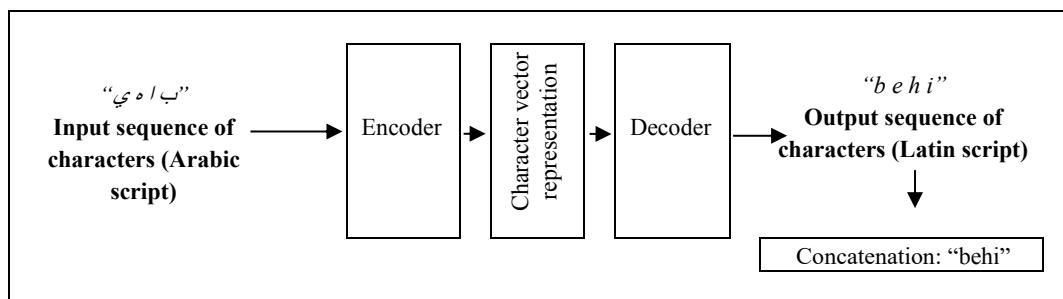 “ب ا ه ي”
Input sequence of
characters (Arabic
script)
Encoder
Character vector
representation
Decoder
“b e h i”
Output sequence of
characters (Latin script)
Concatenation: “behi”